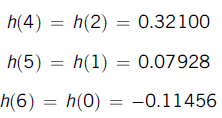 h(4) = h(2) = 0.32100
h(5) = h(1) = 0.07928
h(6) = h(0) = −0.11456